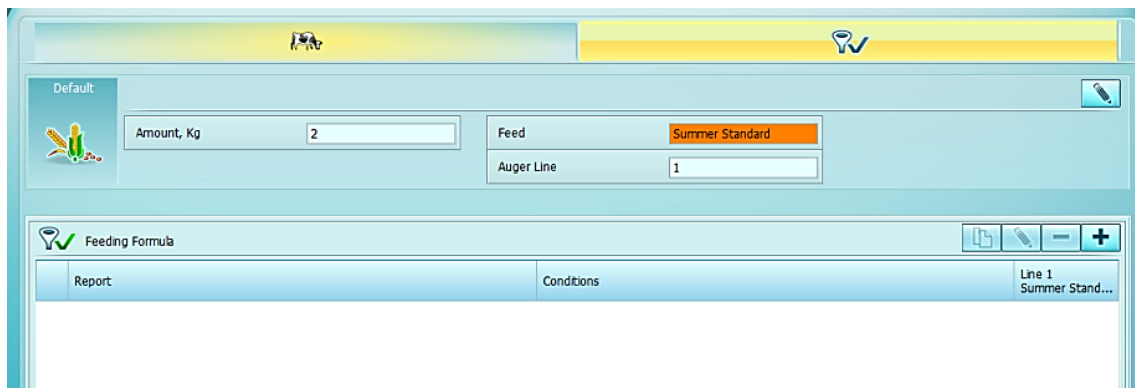 Default
Amount, Kg 2 Feed Summer Standard
Auger Line 1
Feeding Formula
Report Conditions Line 1
Summer Stand...